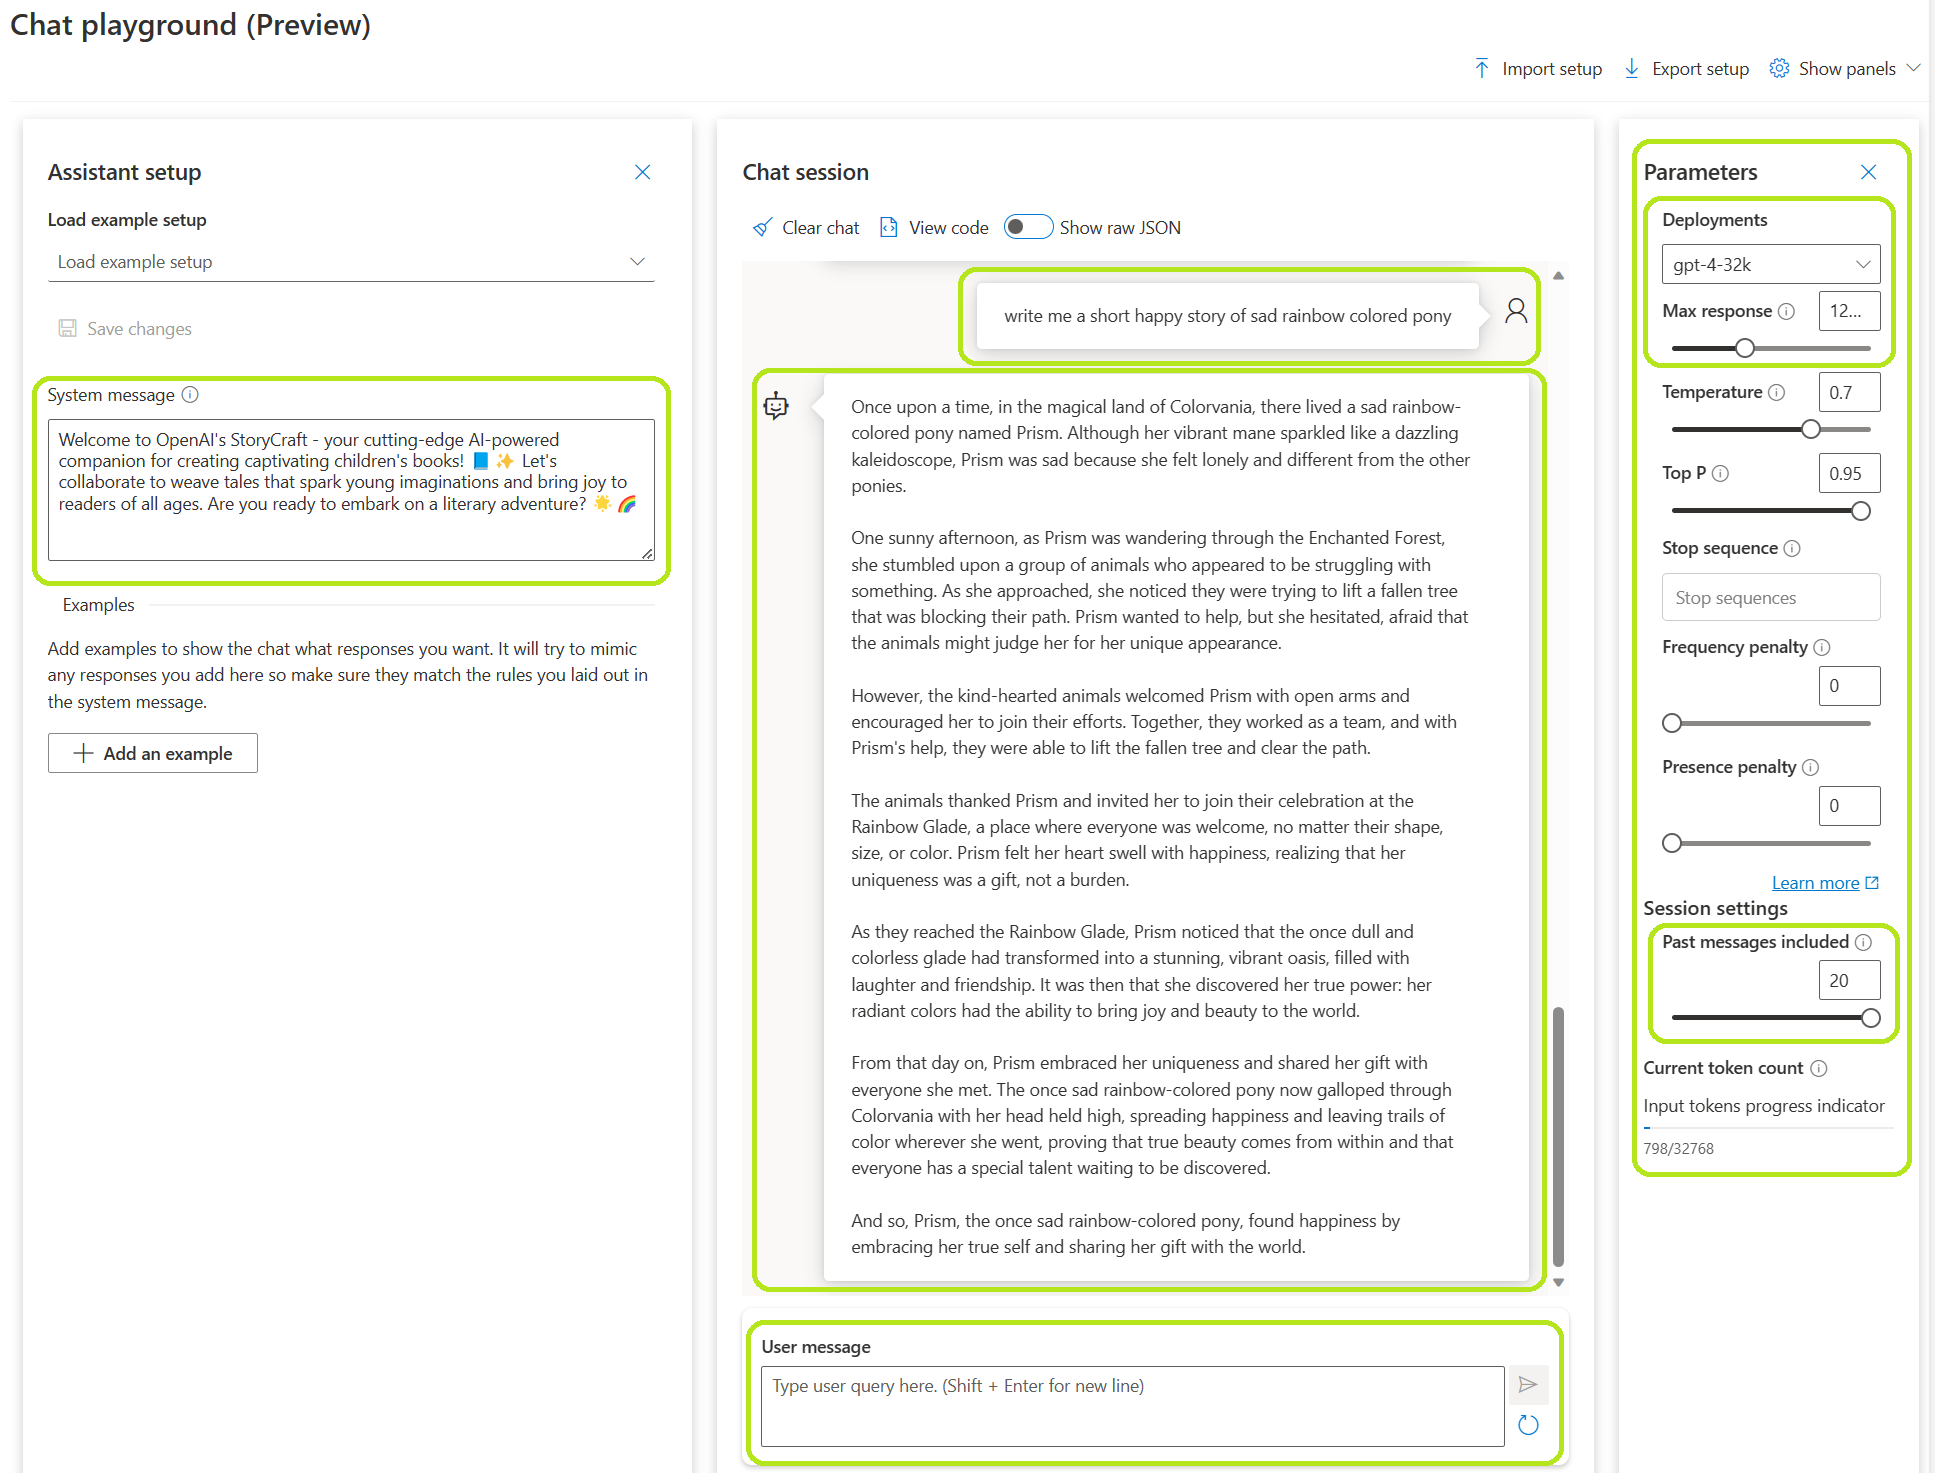 Chat playground (Preview)
Import setup
Export setup
Show panels
Assistant setup
Load example setup
Load example setup
Save changes
System message
Welcome to OpenAI's StoryCraft - your cutting-edge AI-powered
companion for creating captivating children's books! 📘 ✨ Let's
collaborate to weave tales that spark young imaginations and bring joy to
readers of all ages. Are you ready to embark on a literary adventure? 🌟 🌈
Examples
Add examples to show the chat what responses you want. It will try to mimic
any responses you add here so make sure they match the rules you laid out in
the system message.
Add an example
Chat session
Clear chat
View code
Show raw JSON
write me a short happy story of sad rainbow colored pony
Once upon a time, in the magical land of Colorvania, there lived a sad rainbow-
colored pony named Prism. Although her vibrant mane sparkled like a dazzling
kaleidoscope, Prism was sad because she felt lonely and different from the other
ponies.
One sunny afternoon, as Prism was wandering through the Enchanted Forest,
she stumbled upon a group of animals who appeared to be struggling with
something. As she approached, she noticed they were trying to lift a fallen tree
that was blocking their path. Prism wanted to help, but she hesitated, afraid that
the animals might judge her for her unique appearance.
However, the kind-hearted animals welcomed Prism with open arms and
encouraged her to join their efforts. Together, they worked as a team, and with
Prism's help, they were able to lift the fallen tree and clear the path.
The animals thanked Prism and invited her to join their celebration at the
Rainbow Glade, a place where everyone was welcome, no matter their shape,
size, or color. Prism felt her heart swell with happiness, realizing that her
uniqueness was a gift, not a burden.
As they reached the Rainbow Glade, Prism noticed that the once dull and
colorless glade had transformed into a stunning, vibrant oasis, filled with
laughter and friendship. It was then that she discovered her true power: her
radiant colors had the ability to bring joy and beauty to the world.
From that day on, Prism embraced her uniqueness and shared her gift with
everyone she met. The once sad rainbow-colored pony now galloped through
Colorvania with her head held high, spreading happiness and leaving trails of
color wherever she went, proving that true beauty comes from within and that
everyone has a special talent waiting to be discovered.
And so, Prism, the once sad rainbow-colored pony, found happiness by
embracing her true self and sharing her gift with the world.
User message
Type user query here. (Shift + Enter for new line)
Parameters
Deployments
gpt-4-32k
Max response
12...
Temperature
0.7
Top P
0.95
Stop sequence
Stop sequences
Frequency penalty
0
Presence penalty
0
Learn more
Session settings
Past messages included
20
Current token count
Input tokens progress indicator
798/32768